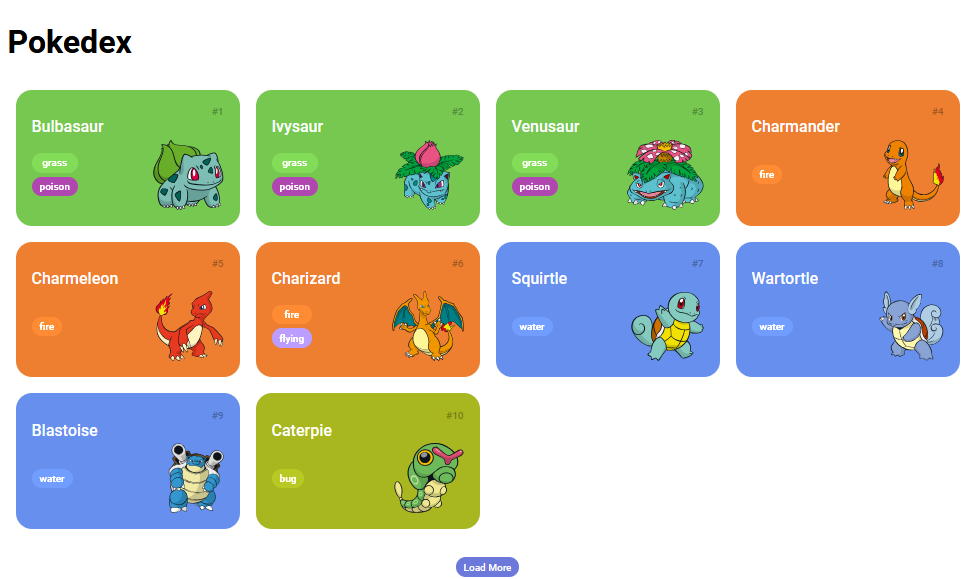 Pokedex
#1
Bulbasaur
grass
poison
#2
Ivysaur
grass
poison
#3
Venusaur
grass
poison
#4
Charmander
fire
#5
Charmeleon
fire
#6
Charizard
fire
flying
#7
Squirtle
water
#8
Wartortle
water
#9
Blastoise
water
#10
Caterpie
bug
Load More